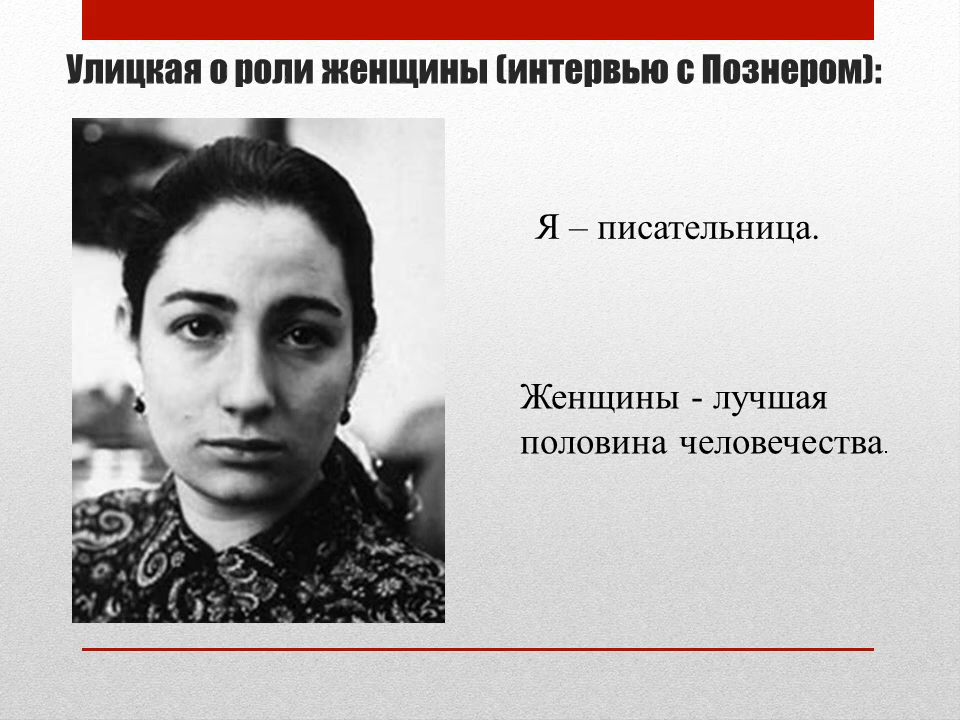 Улицкая о роли женщины (интервью с Познером):
Я – писательница.
Женщины - лучшая
половина человечества.